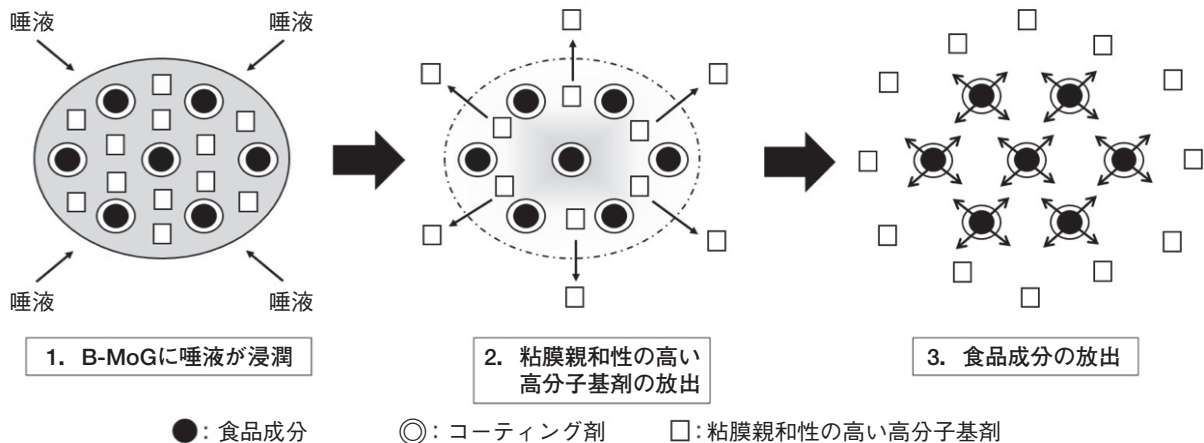 唾液
唾液
唾液
唾液
1. B-MoGに唾液が浸潤
2. 粘膜親和性の高い
高分子基剤の放出
3. 食品成分の放出
●：食品成分
◎：コーティング剤
□：粘膜親和性の高い高分子基剤